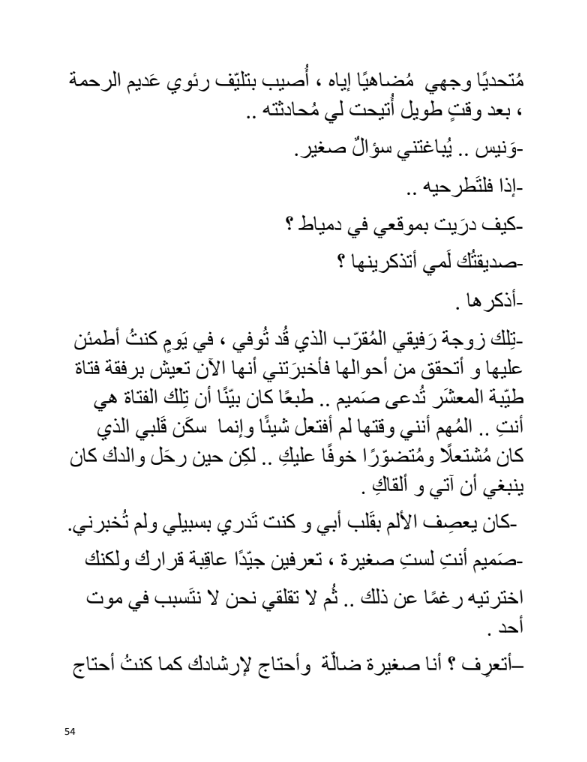 مُتحديًا وجهي مُضاهيًا إياه ، أُصيب بتليّف رئوي عَديم الرحمة
، بعد وقتٍ طويل أُتيحت لي مُحادثته ..
-وَنيس .. يُباغتني سؤالٌ صغير.
-إذا فلتَطرحيه ..
-كيف درَيت بموقعي في دمياط ؟
-صديقتُك لَمي أتذكرينها ؟
-أذكرها .
-تِلك زوجة رَفيقي المُقرّب الذي قُد تُوفي ، في يَومٍ كنتُ أطمئن
عليها و أتحقق من أحوالها فأخبرَتني أنها الآن تعيش برفقة فتاة
طيّبة المعشَر تُدعى صَميم .. طبعًا كان بيّنًا أن تِلك الفتاة هي
أنتِ .. المُهم أنني وقتها لم أفتعل شيئًا وإنما سكَن قَلبي الذي
كان مُشتعلًا ومُتضوّرًا خوفًا عليكِ .. لكِن حين رحَل والدك كان
ينبغي أن آتي و ألقاكِ .
-كان يعصِف الألم بقَلب أبي و كنت تَدري بسبيلي ولم تُخبرني.
-صَميم أنتِ لستِ صغيرة ، تعرفين جيّدًا عاقِبة قرارك ولكنك
اخترتيه رغمًا عن ذلك .. ثُم لا تقلقي نحن لا نتَسبب في موت
أحد .
–أتعرِف ؟ أنا صغيرة ضالّة وأحتاج لإرشادك كما كنتُ أحتاج
54